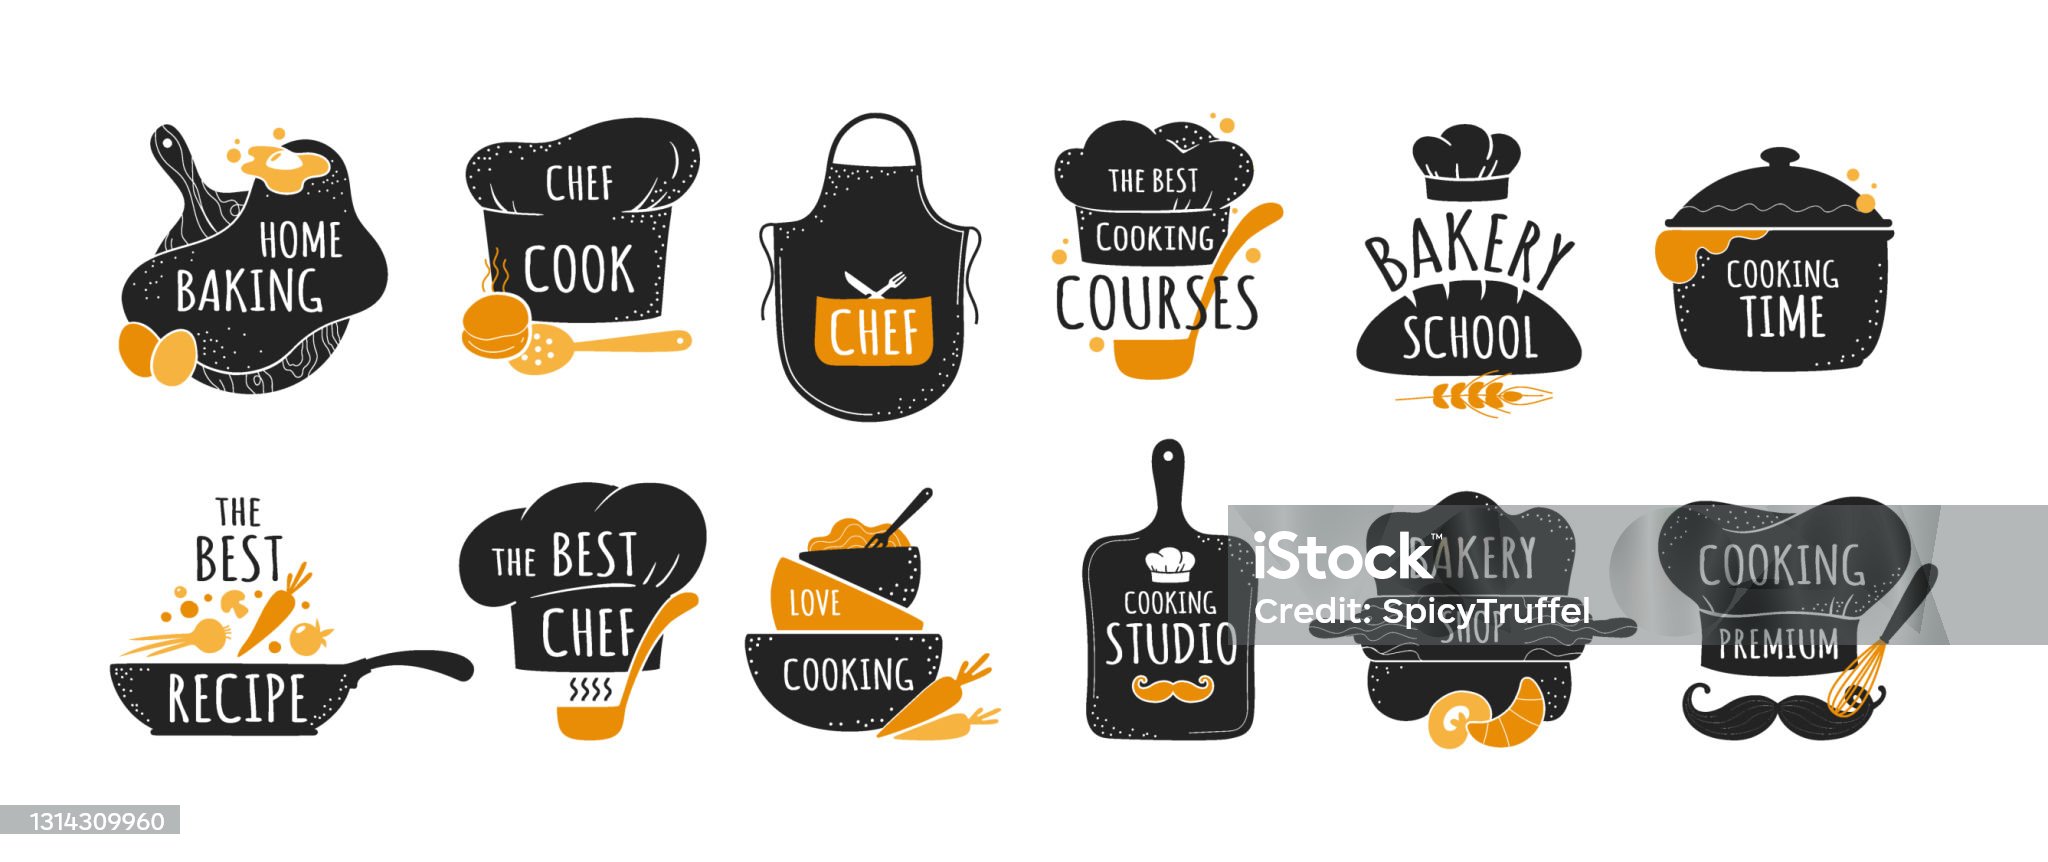 HOME
BAKING
CHEF
COOK
CHEF
THE BEST
COOKING
COURSES
BAKERY
SCHOOL
COOKING
TIME
THE
BEST
RECIPE
THE BEST
CHEF
LOVE
COOKING
COOKING
STUDIO
BAKERY
SHOP
COOKING
PREMIUM
iStock™
Credit: SpicyTruffel
1314309960